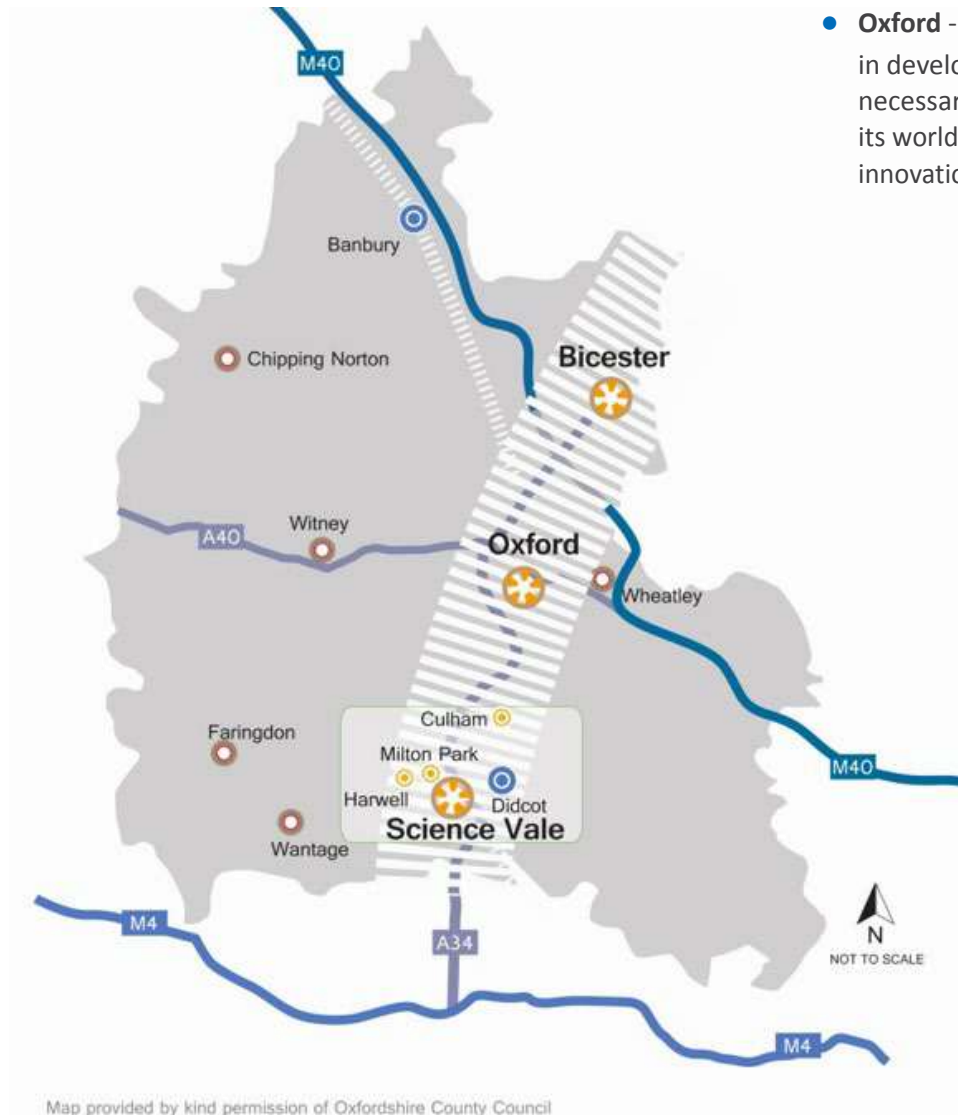 M40
Banbury
Chipping Norton
Bicester
A40
Witney
Oxford
Wheatley
Culham
Faringdon
Milton Park
M40
Harwell
Didcot
Science Vale
Wantage
M4
A34
N
NOT TO SCALE
M4
Map provided by kind permission of Oxfordshire County Council
• Oxford -
in develo
necessar
its world
innovatio